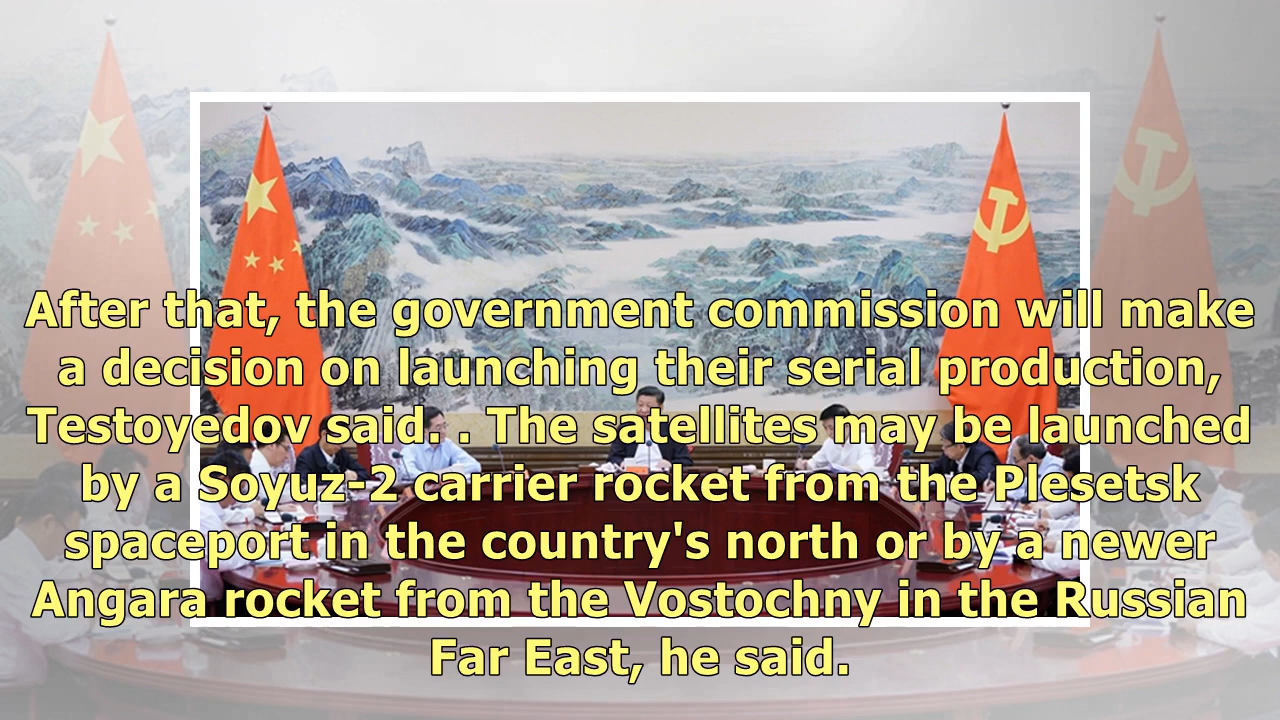 After that, the government commission will make
a decision on launching their serial production,
Testoyedov said. . The satellites may be launched
by a Soyuz-2 carrier rocket from the Plesetsk
spaceport in the country's north or by a newer
Angara rocket from the Vostochny in the Russian
Far East, he said.